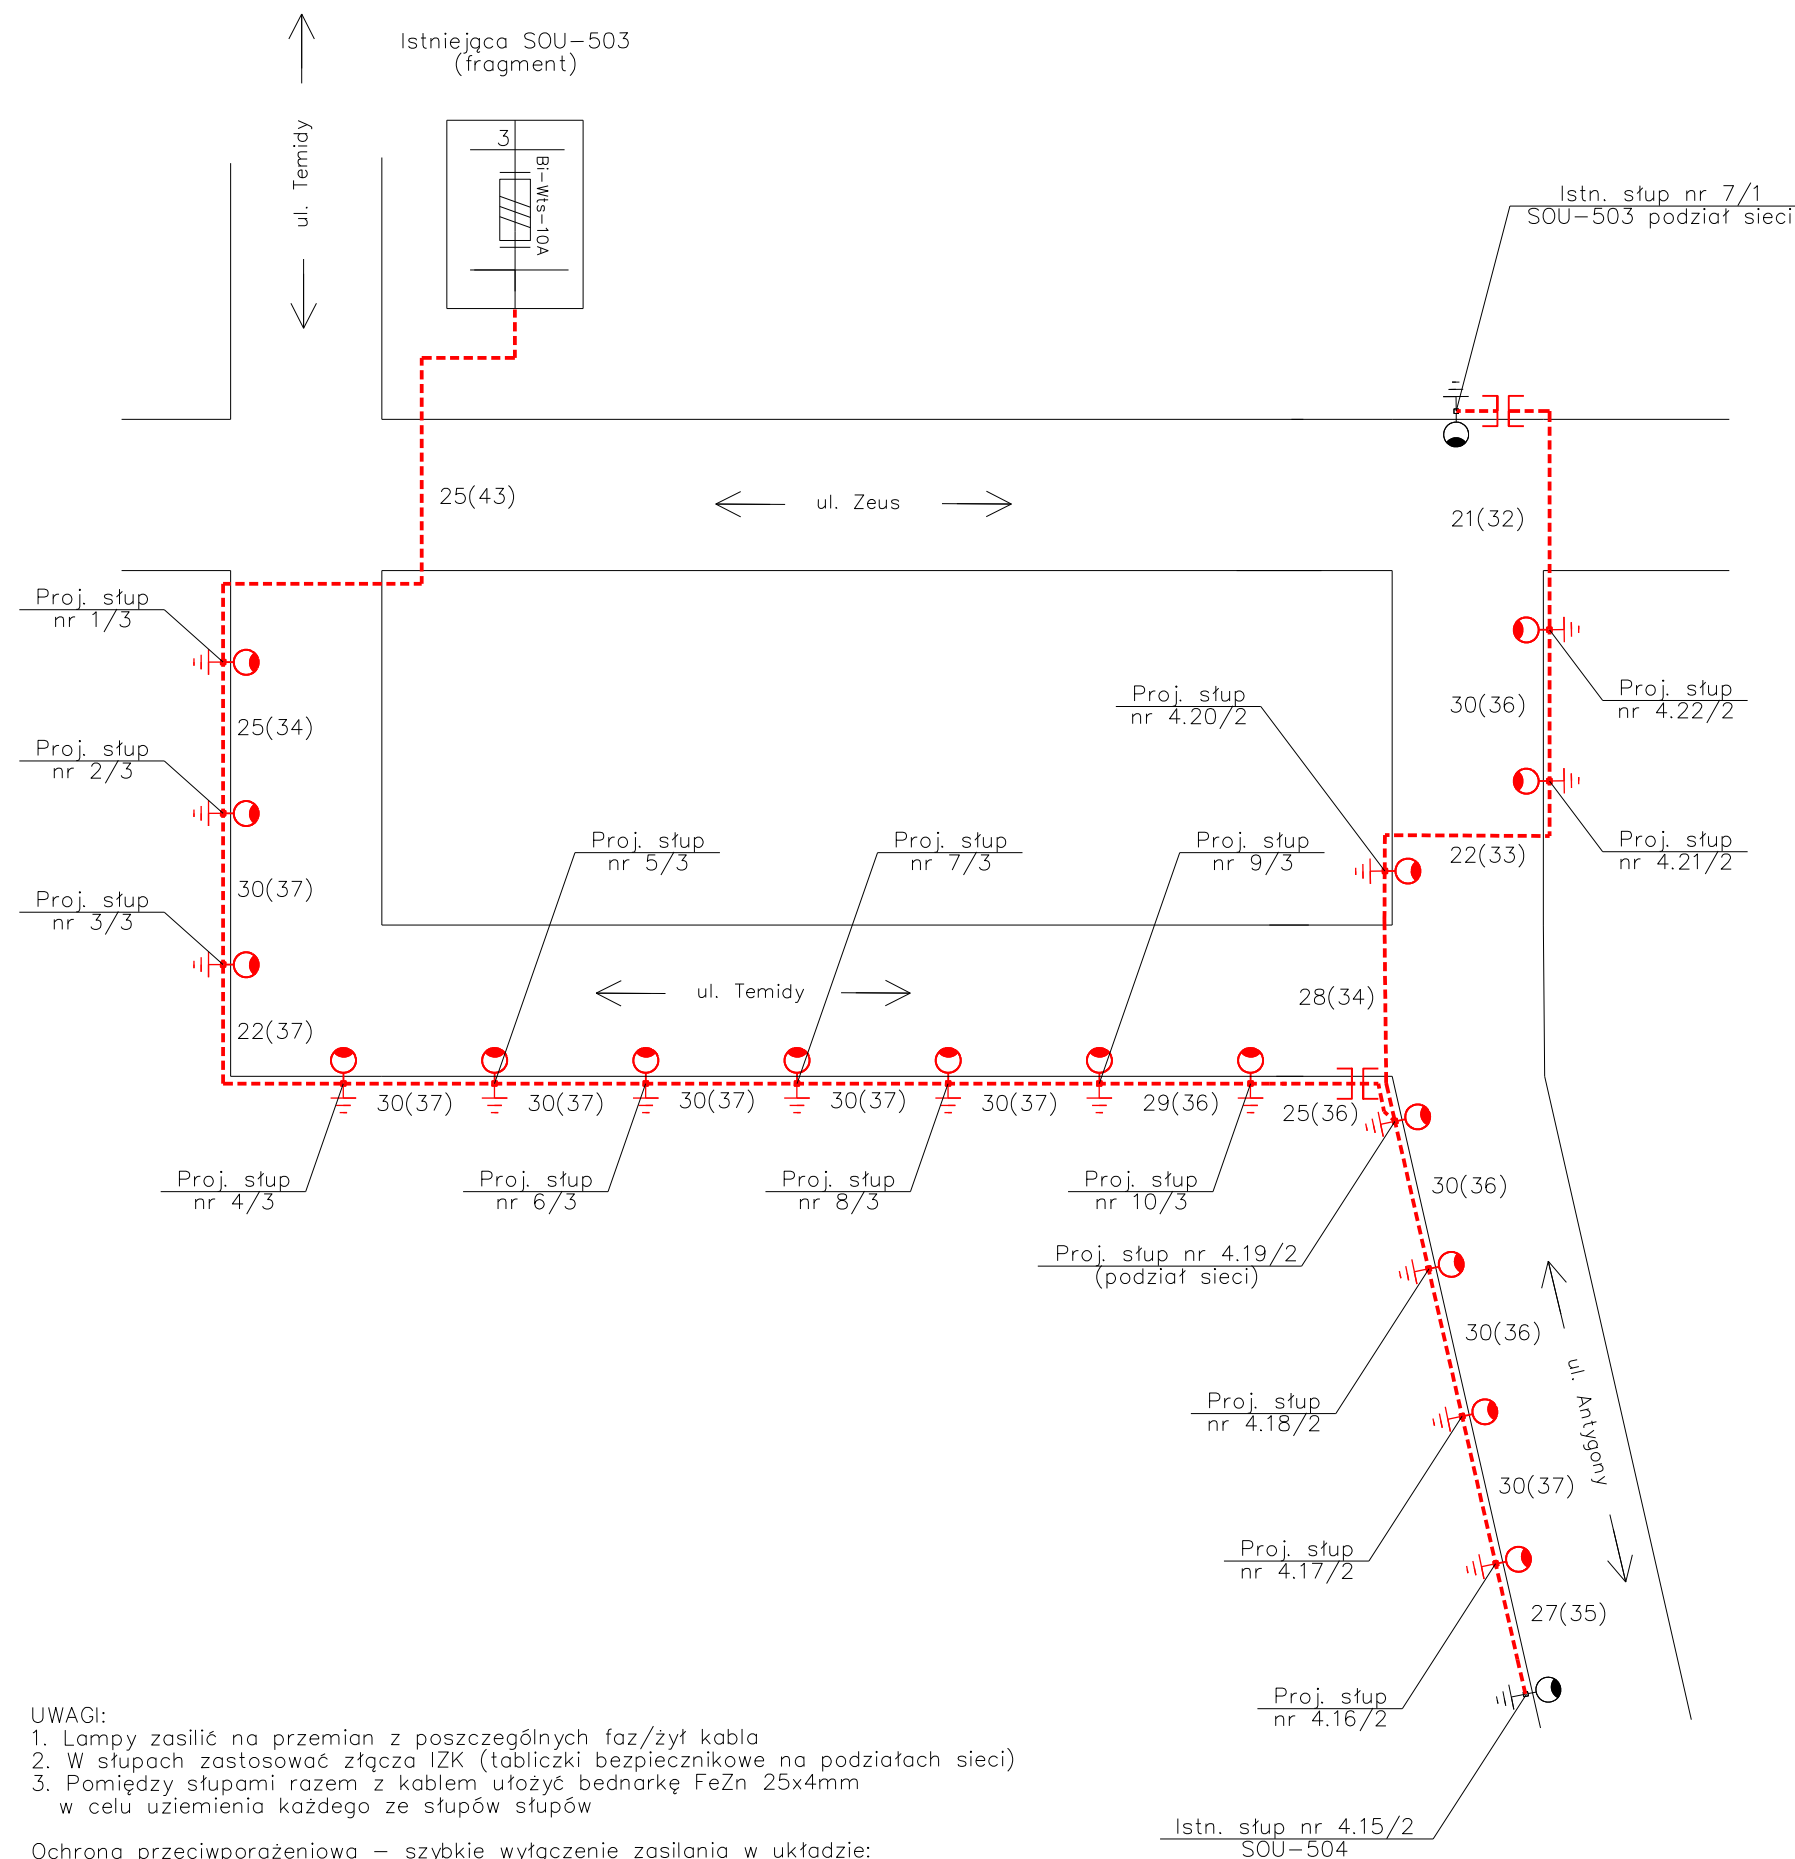 Istniejąca SOU-503
(fragment)
ul. Temidy
3
Bi-Wts-10A
Istn. słup nr 7/1
SOU-503 podział sieci
25(43)
ul. Zeus
21(32)
Proj. słup
nr 1/3
25(34)
Proj. słup
nr 2/3
30(37)
Proj. słup
nr 3/3
22(37)
Proj. słup
nr 4.20/2
30(36)
Proj. słup
nr 4.22/2
Proj. słup
nr 4.21/2
22(33)
Proj. słup
nr 5/3
Proj. słup
nr 7/3
Proj. słup
nr 9/3
ul. Temidy
28(34)
30(37)
30(37)
30(37)
30(37)
30(37)
29(36)
25(36)
Proj. słup
nr 4/3
Proj. słup
nr 6/3
Proj. słup
nr 8/3
Proj. słup
nr 10/3
30(36)
Proj. słup nr 4.19/2
(podział sieci)
30(36)
ul. Antygony
Proj. słup
nr 4.18/2
30(37)
Proj. słup
nr 4.17/2
27(35)
Proj. słup
nr 4.16/2
Istn. słup nr 4.15/2
SOU-504
UWAGI:
1. Lampy zasilić na przemian z poszczególnych faz/żył kabla
2. W słupach zastosować złącza IZK (tabliczki bezpiecznikowe na podziałach sieci)
3. Pomiędzy słupami razem z kablem ułożyć bednarkę FeZn 25x4mm
w celu uziemienia każdego ze słupów słupów
Ochrona przeciwporażeniowa – szybkie wyłączenie zasilania w układzie: